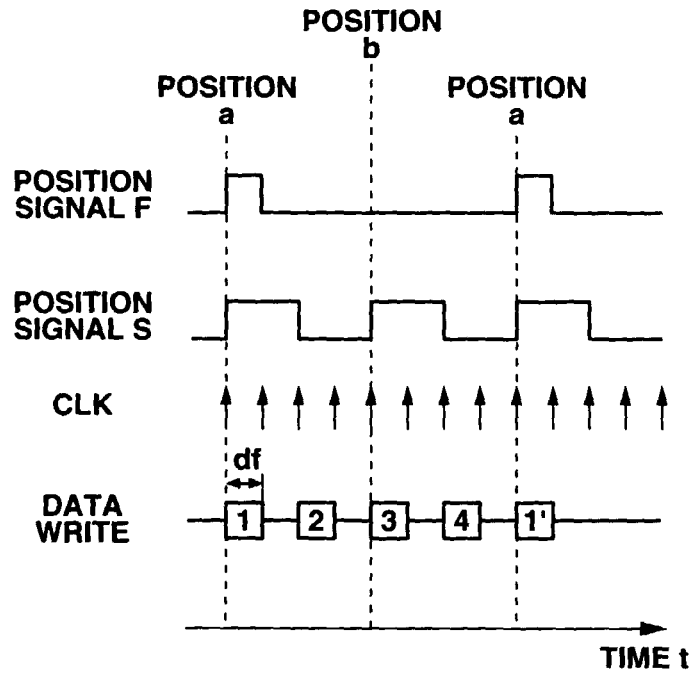 POSITION
b
POSITION
a
POSITION
a
POSITION
SIGNAL F
POSITION
SIGNAL S
CLK
df
DATA
WRITE
1
2
3
4
1'
TIME t